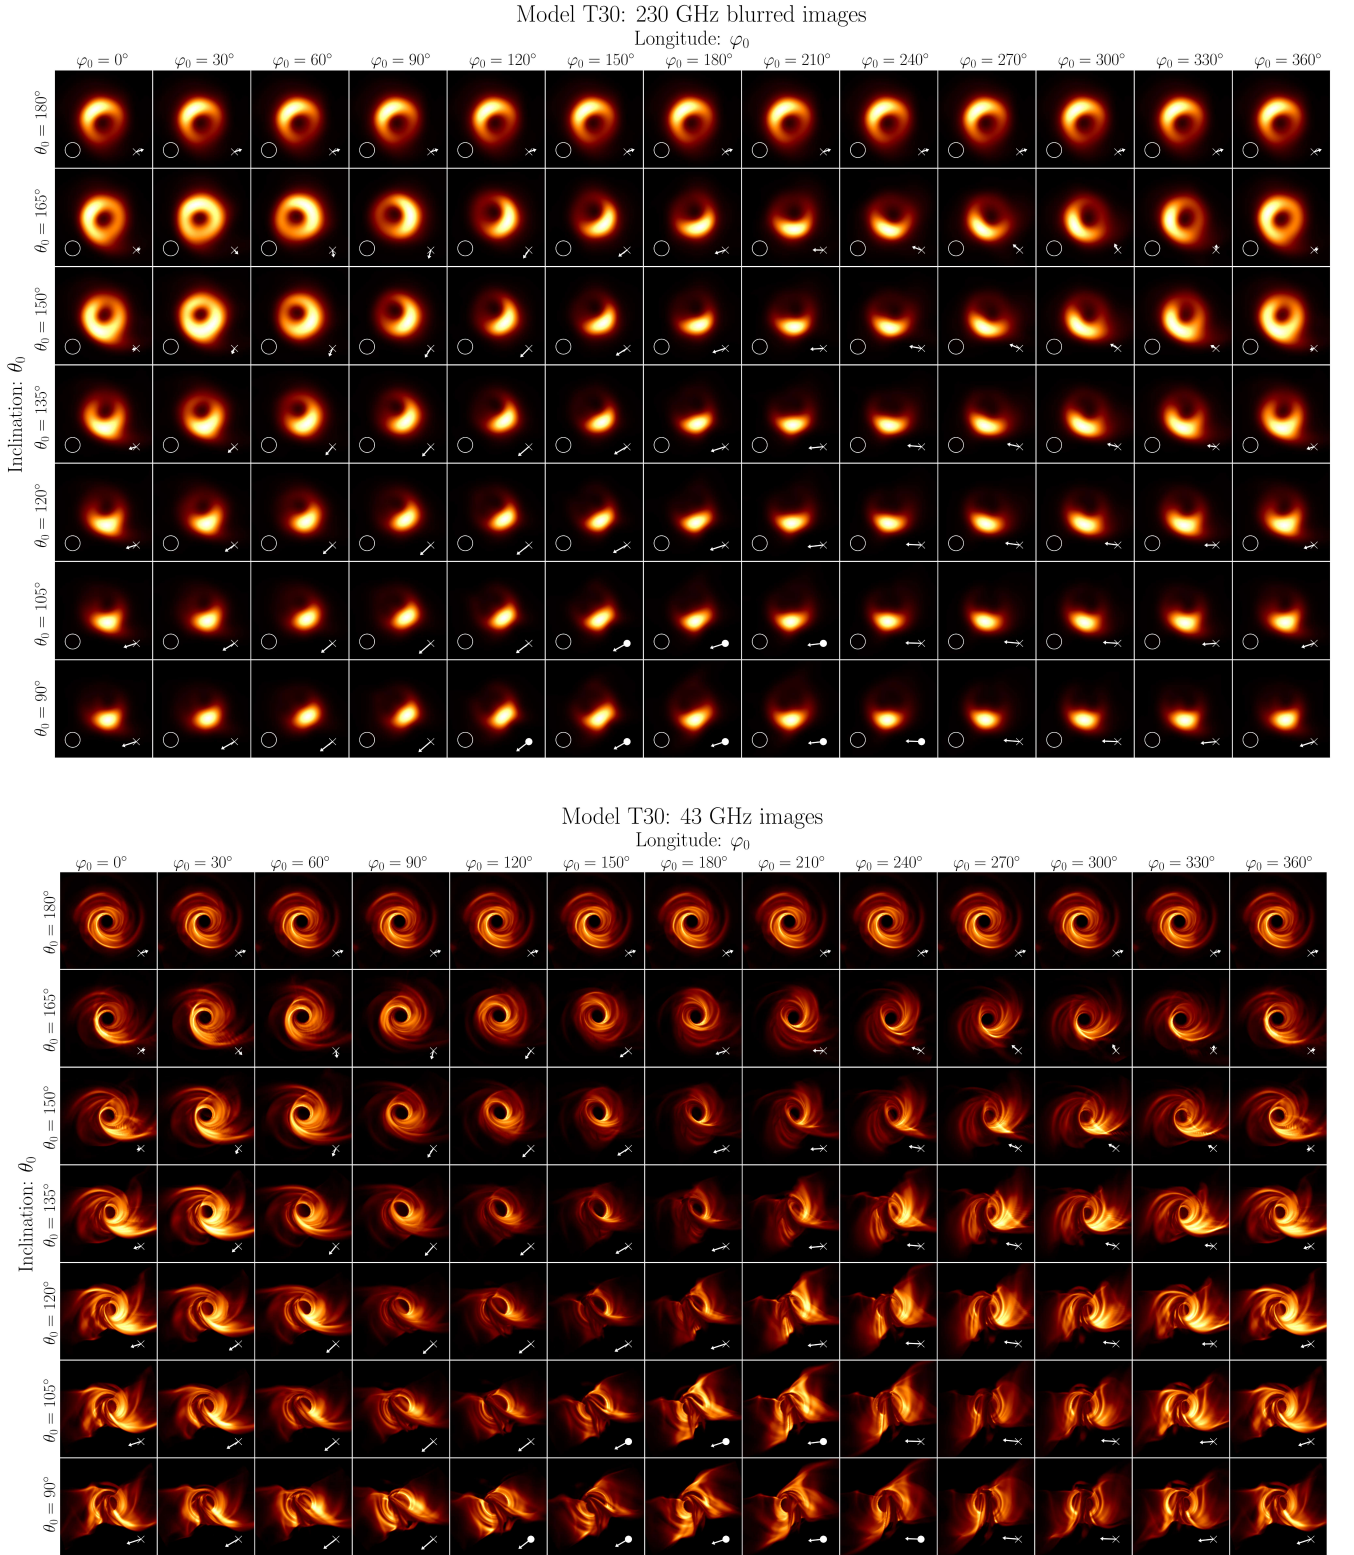 Model T30: 230 GHz blurred images
Longitude: φ₀
φ₀ = 0° φ₀ = 30° φ₀ = 60° φ₀ = 90° φ₀ = 120° φ₀ = 150° φ₀ = 180° φ₀ = 210° φ₀ = 240° φ₀ = 270° φ₀ = 300° φ₀ = 330° φ₀ = 360°
Inclination: θ₀
θ₀ = 180°
θ₀ = 165°
θ₀ = 150°
θ₀ = 135°
θ₀ = 120°
θ₀ = 105°
θ₀ = 90°
Model T30: 43 GHz images
Longitude: φ₀
φ₀ = 0° φ₀ = 30° φ₀ = 60° φ₀ = 90° φ₀ = 120° φ₀ = 150° φ₀ = 180° φ₀ = 210° φ₀ = 240° φ₀ = 270° φ₀ = 300° φ₀ = 330° φ₀ = 360°
Inclination: θ₀
θ₀ = 180°
θ₀ = 165°
θ₀ = 150°
θ₀ = 135°
θ₀ = 120°
θ₀ = 105°
θ₀ = 90°